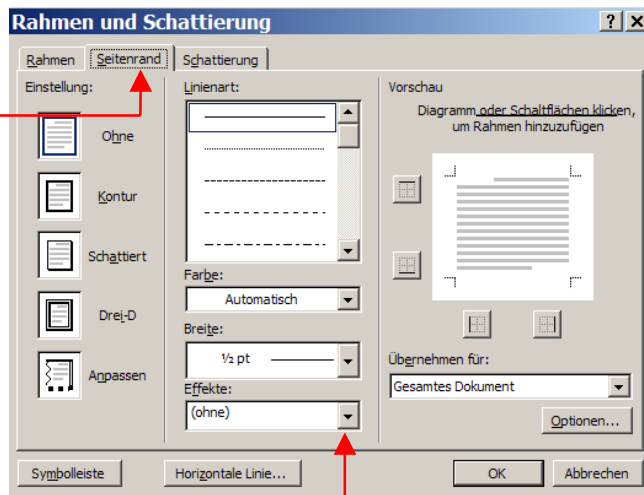 Rahmen und Schattierung
Rahmen Seitenrand Schattierung
Einstellung:
Ohne
Kontur
Schattiert
Drei-D
Anpassen
Linienart:
Farbe:
Automatisch
Breite:
½ pt
Effekte:
(ohne)
Vorschau
Diagramm oder Schaltflächen klicken,
um Rahmen hinzuzufügen
Übernehmen für:
Gesamtes Dokument
Optionen...
Symbolleiste
Horizontale Linie...
OK
Abbrechen